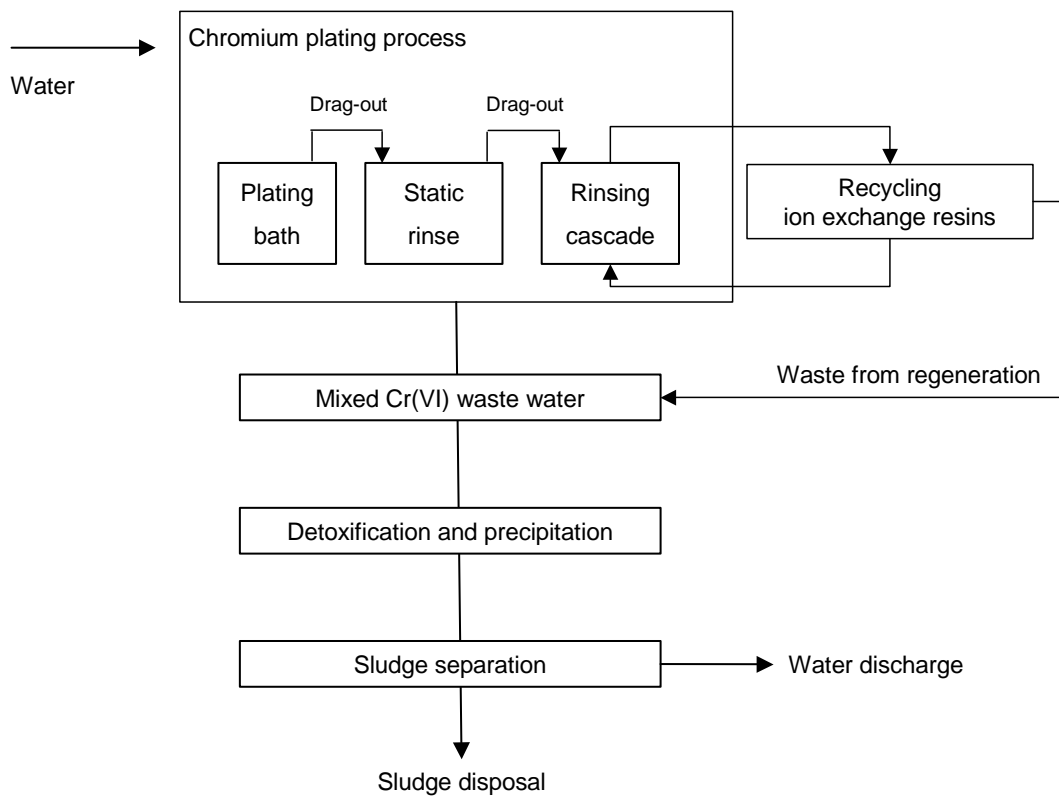 Chromium plating process
Water
Drag-out
Drag-out
Plating
bath
Static
rinse
Rinsing
cascade
Recycling
ion exchange resins
Waste from regeneration
Mixed Cr(VI) waste water
Detoxification and precipitation
Sludge separation
Water discharge
Sludge disposal